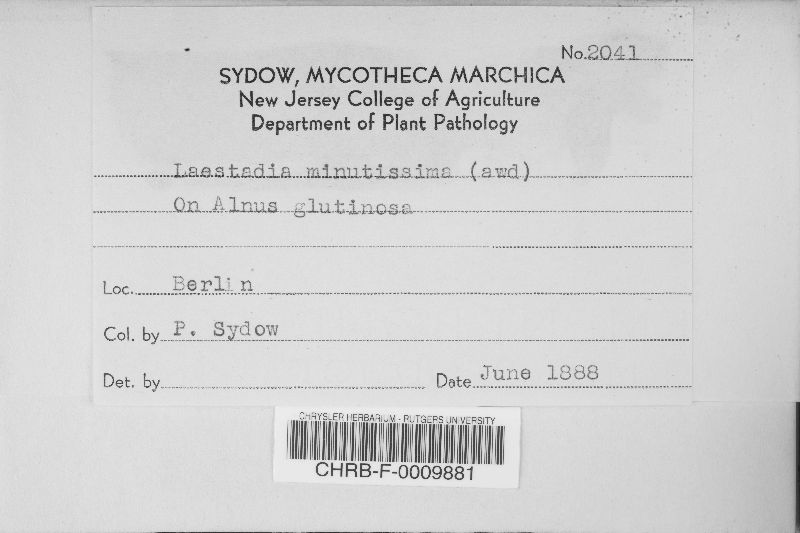 No. 2041
SYDOW, MYCOTHECA MARCHICA
New Jersey College of Agriculture
Department of Plant Pathology
Laestadia minutissima (awd)
On Alnus glutinosa
Loc. Berlin
Col. by P. Sydow
Det. by
Date June 1888
CHRYSLER HERBARIUM - RUTGERS UNIVERSITY
CHRB-F-0009881